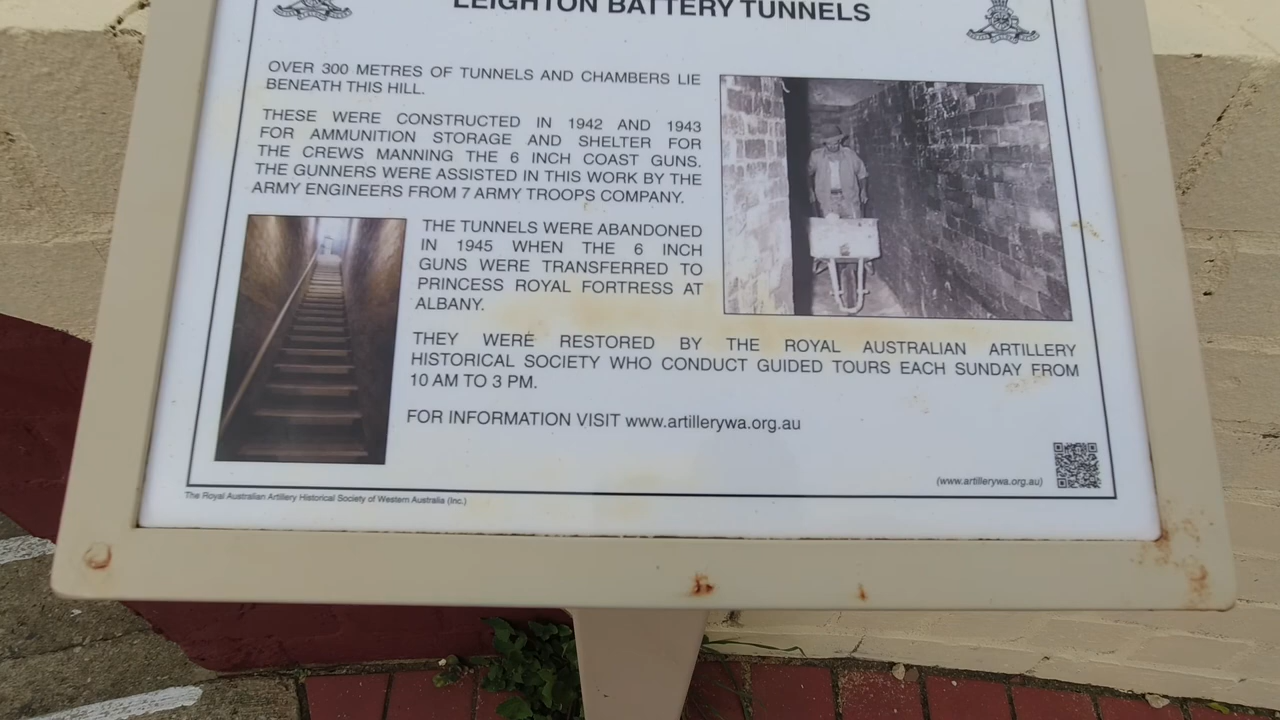 LEIGHTON BATTERY TUNNELS
OVER 300 METRES OF TUNNELS AND CHAMBERS LIE
BENEATH THIS HILL.
THESE WERE CONSTRUCTED IN 1942 AND 1943
FOR AMMUNITION STORAGE AND SHELTER FOR
THE CREWS MANNING THE 6 INCH COAST GUNS.
THE GUNNERS WERE ASSISTED IN THIS WORK BY THE
ARMY ENGINEERS FROM 7 ARMY TROOPS COMPANY.
THE TUNNELS WERE ABANDONED
IN 1945 WHEN THE 6 INCH
GUNS WERE TRANSFERRED TO
PRINCESS ROYAL FORTRESS AT
ALBANY.
THEY WERE RESTORED BY THE ROYAL AUSTRALIAN ARTILLERY
HISTORICAL SOCIETY WHO CONDUCT GUIDED TOURS EACH SUNDAY FROM
10 AM TO 3 PM.
FOR INFORMATION VISIT www.artillerywa.org.au
(www.artillerywa.org.au)
The Royal Australian Artillery Historical Society of Western Australia (Inc.)